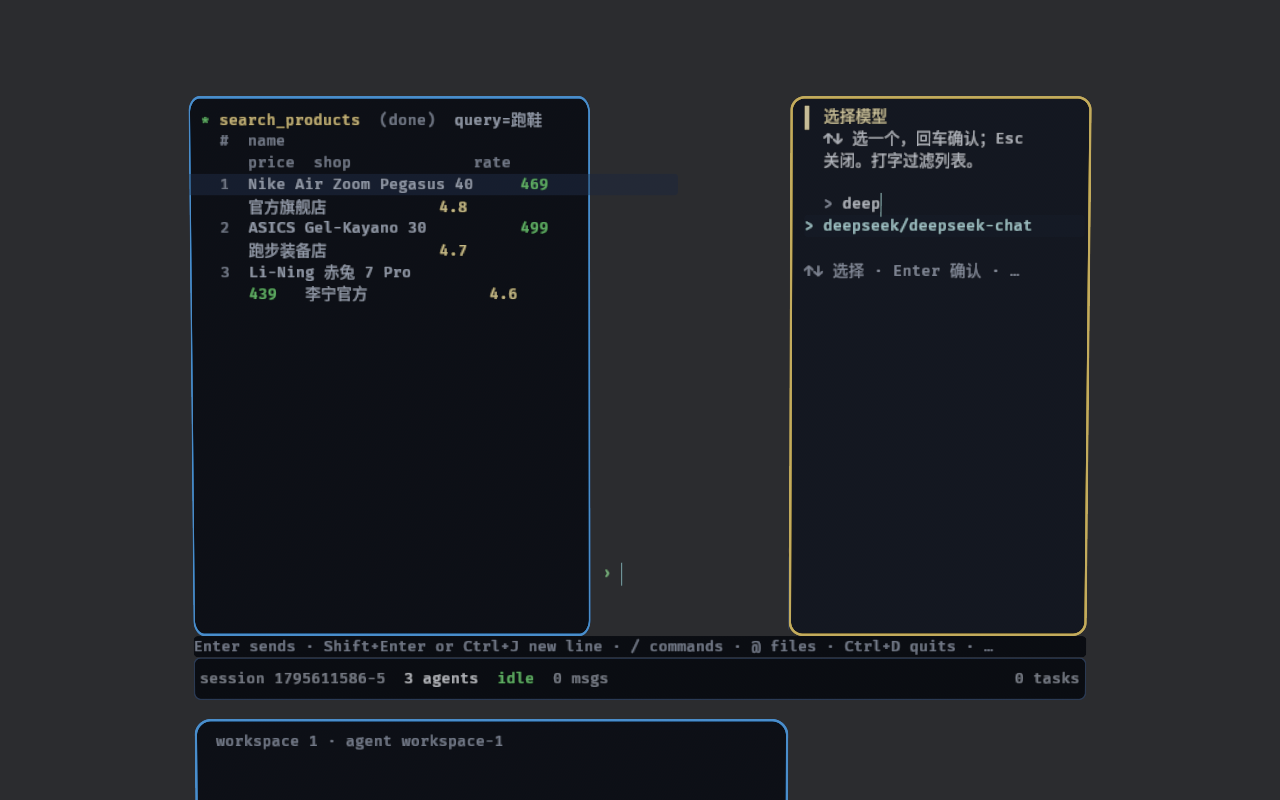 * search_products (done) query=跑鞋
# name
price shop rate
1 Nike Air Zoom Pegasus 40 469
官方旗舰店 4.8
2 ASICS Gel-Kayano 30 499
跑步装备店 4.7
3 Li-Ning 赤兔 7 Pro
439 李宁官方 4.6
选择模型
↑↓ 选一个，回车确认；Esc
关闭。打字过滤列表。
> deep
> deepseek/deepseek-chat
↑↓ 选择 · Enter 确认 · …
›
Enter sends · Shift+Enter or Ctrl+J new line · / commands · @ files · Ctrl+D quits · …
session 1795611586-5 3 agents idle 0 msgs 0 tasks
workspace 1 · agent workspace-1